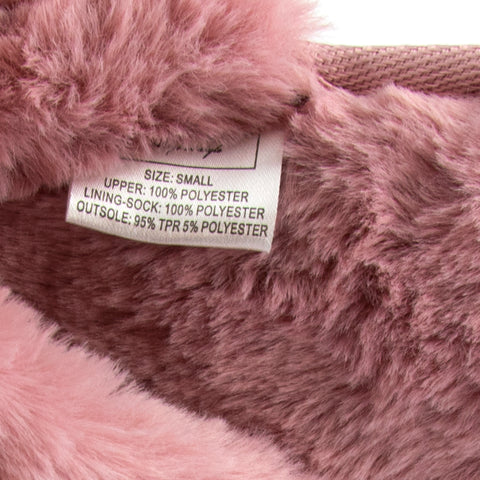 SIZE: SMALL
UPPER: 100% POLYESTER
LINING-SOCK: 100% POLYESTER
OUTSOLE: 95% TPR 5% POLYESTER